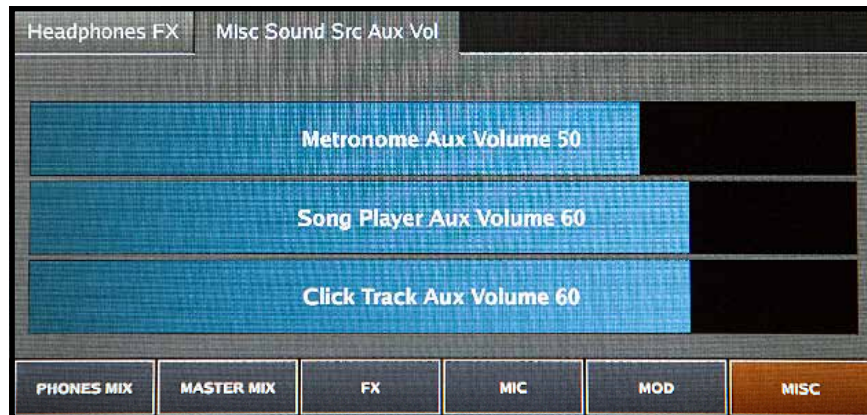 Headphones FX
MIsc Sound Src Aux Vol
Metronome Aux Volume 50
Song Player Aux Volume 60
Click Track Aux Volume 60
PHONES MIX
MASTER MIX
FX
MIC
MOD
MISC